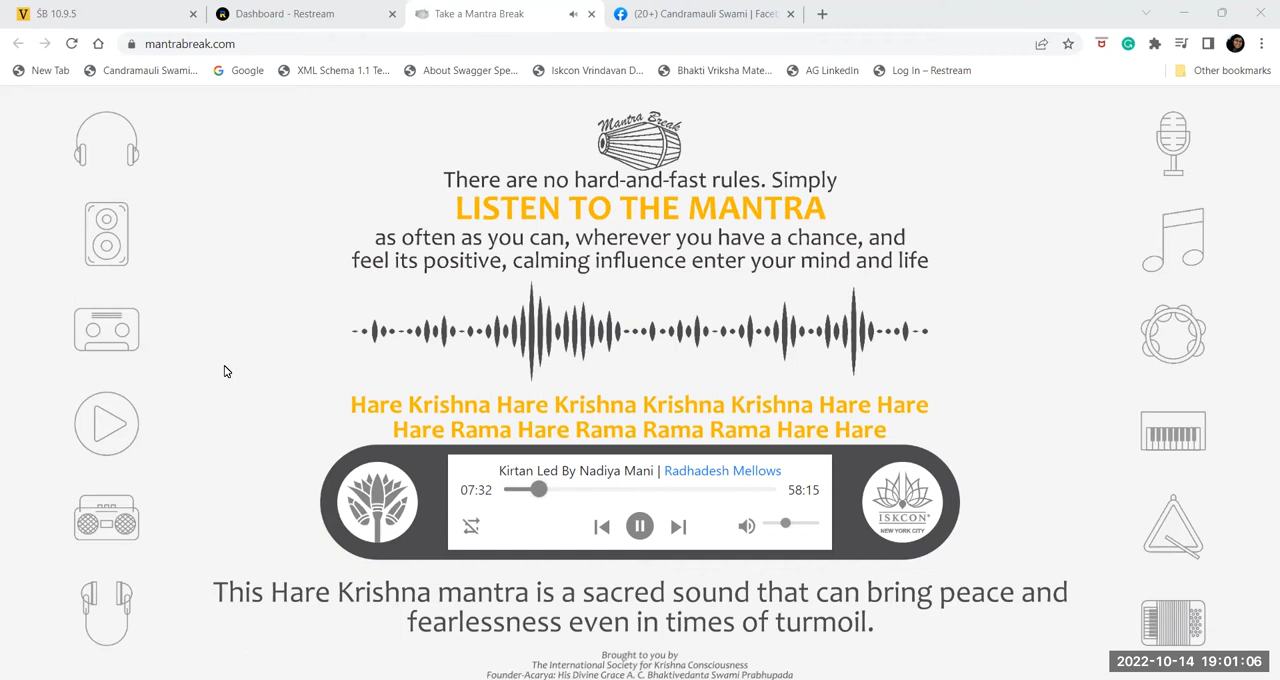 ŚB 10.9.5
Dashboard - Restream
Take a Mantra Break
(20+) Candramauli Swami | Facet
mantrabreak.com
New Tab
Candramauli Swami...
Google
XML Schema 1.1 Te...
About Swagger Spe...
Iskcon Vrindavan D...
Bhakti Vriksha Mate...
AG LinkedIn
Log In – Restream
Other bookmarks
Mantra Break
There are no hard-and-fast rules. Simply
LISTEN TO THE MANTRA
as often as you can, wherever you have a chance, and
feel its positive, calming influence enter your mind and life
Hare Krishna Hare Krishna Krishna Krishna Hare Hare
Hare Rama Hare Rama Rama Rama Hare Hare
Kirtan Led By Nadiya Mani | Radhadesh Mellows
07:32 58:15
ISKCON®
NEW YORK CITY
This Hare Krishna mantra is a sacred sound that can bring peace and
fearlessness even in times of turmoil.
Brought to you by
The International Society for Krishna Consciousness
Founder-Acarya: His Divine Grace A. C. Bhaktivedanta Swami Prabhupada
2022-10-14 19:01:06